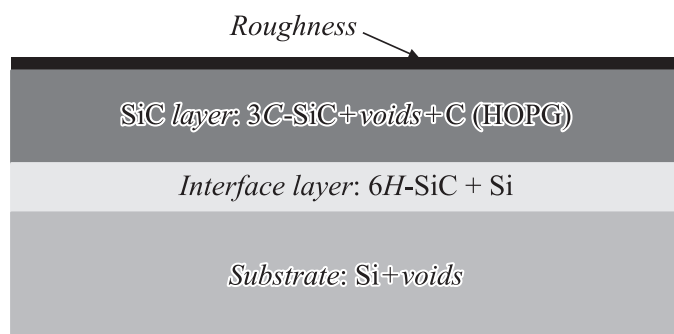 Roughness
SiC layer: 3C-SiC+voids+C (HOPG)
Interface layer: 6H-SiC + Si
Substrate: Si+voids